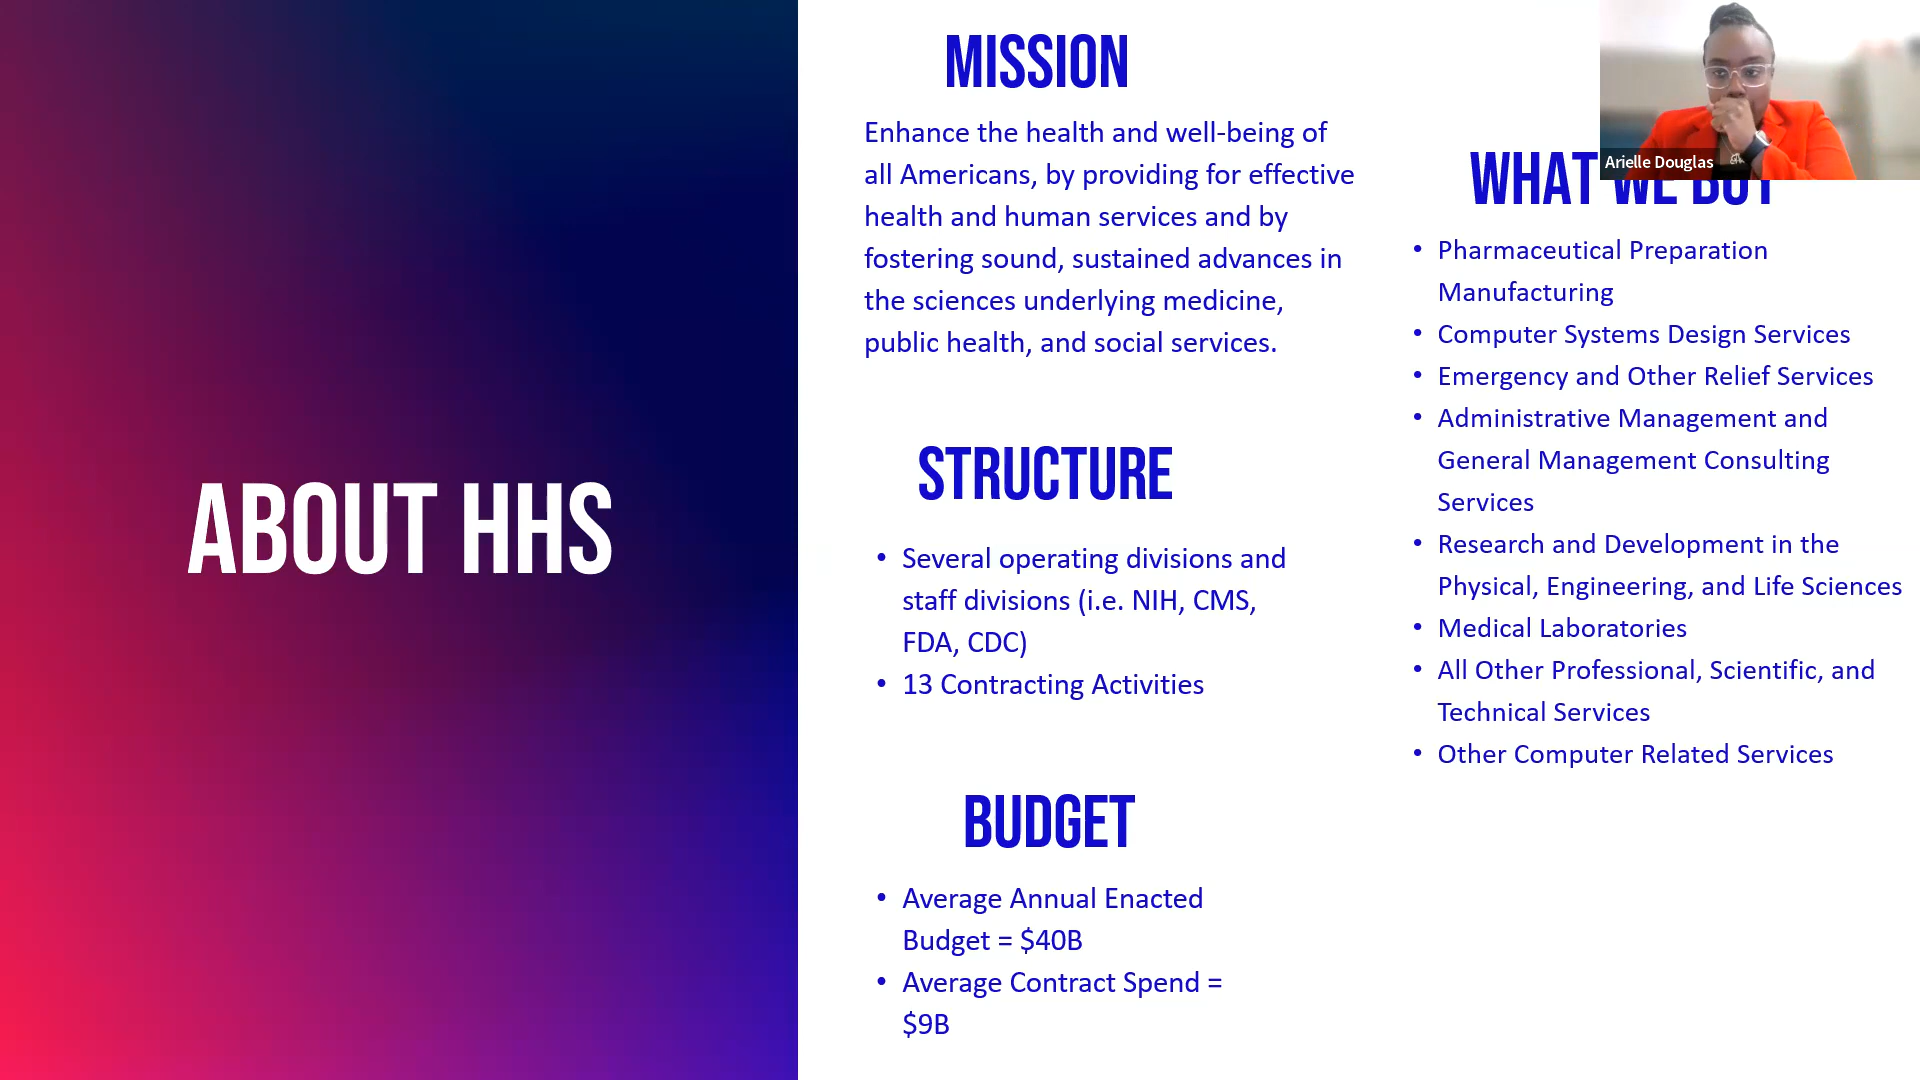 ABOUT HHS
MISSION
Enhance the health and well-being of
all Americans, by providing for effective
health and human services and by
fostering sound, sustained advances in
the sciences underlying medicine,
public health, and social services.
STRUCTURE
• Several operating divisions and
staff divisions (i.e. NIH, CMS,
FDA, CDC)
• 13 Contracting Activities
BUDGET
• Average Annual Enacted
Budget = $40B
• Average Contract Spend =
$9B
Arielle Douglas
WHAT WE BUY
• Pharmaceutical Preparation
Manufacturing
• Computer Systems Design Services
• Emergency and Other Relief Services
• Administrative Management and
General Management Consulting
Services
• Research and Development in the
Physical, Engineering, and Life Sciences
• Medical Laboratories
• All Other Professional, Scientific, and
Technical Services
• Other Computer Related Services